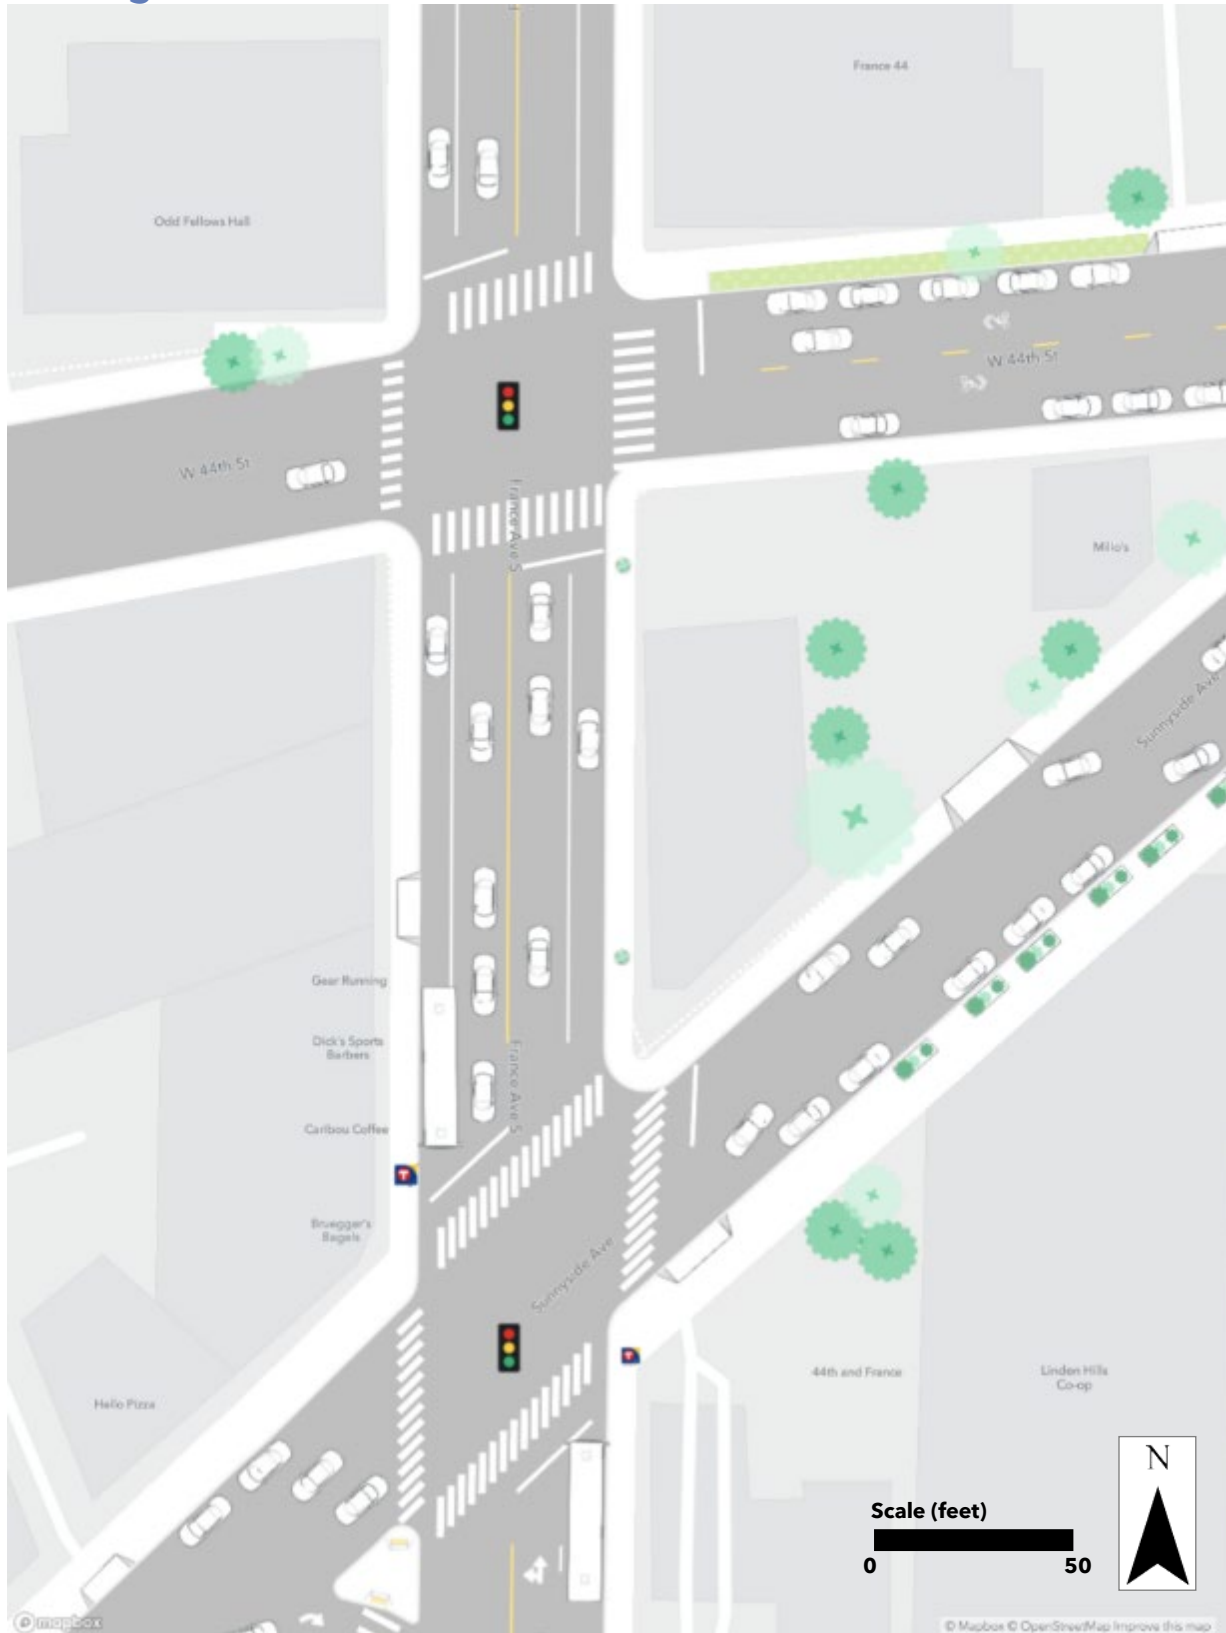 France 44
Odd Fellows Hall
W 44th St
W 44th St
France Ave S
Milio's
Sunnyside Ave
Gear Running
Dick's Sports
Barbers
France Ave S
Caribou Coffee
T
Bruegger's
Bagels
Sunnyside Ave
T
44th and France
Linden Hills
Co-op
Hello Pizza
N
Scale (feet)
0
50
mapbox
© Mapbox © OpenStreetMap Improve this map